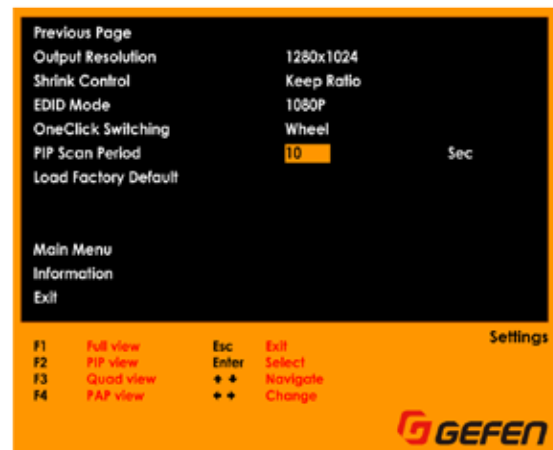 Previous Page
Output Resolution 1280x1024
Shrink Control Keep Ratio
EDID Mode 1080P
OneClick Switching Wheel
PIP Scan Period 10 Sec
Load Factory Default
Main Menu
Information
Exit
Settings
F1 Full view Esc Exit
F2 PIP view Enter Select
F3 Quad view Navigate
F4 PAP view Change
GEFEN